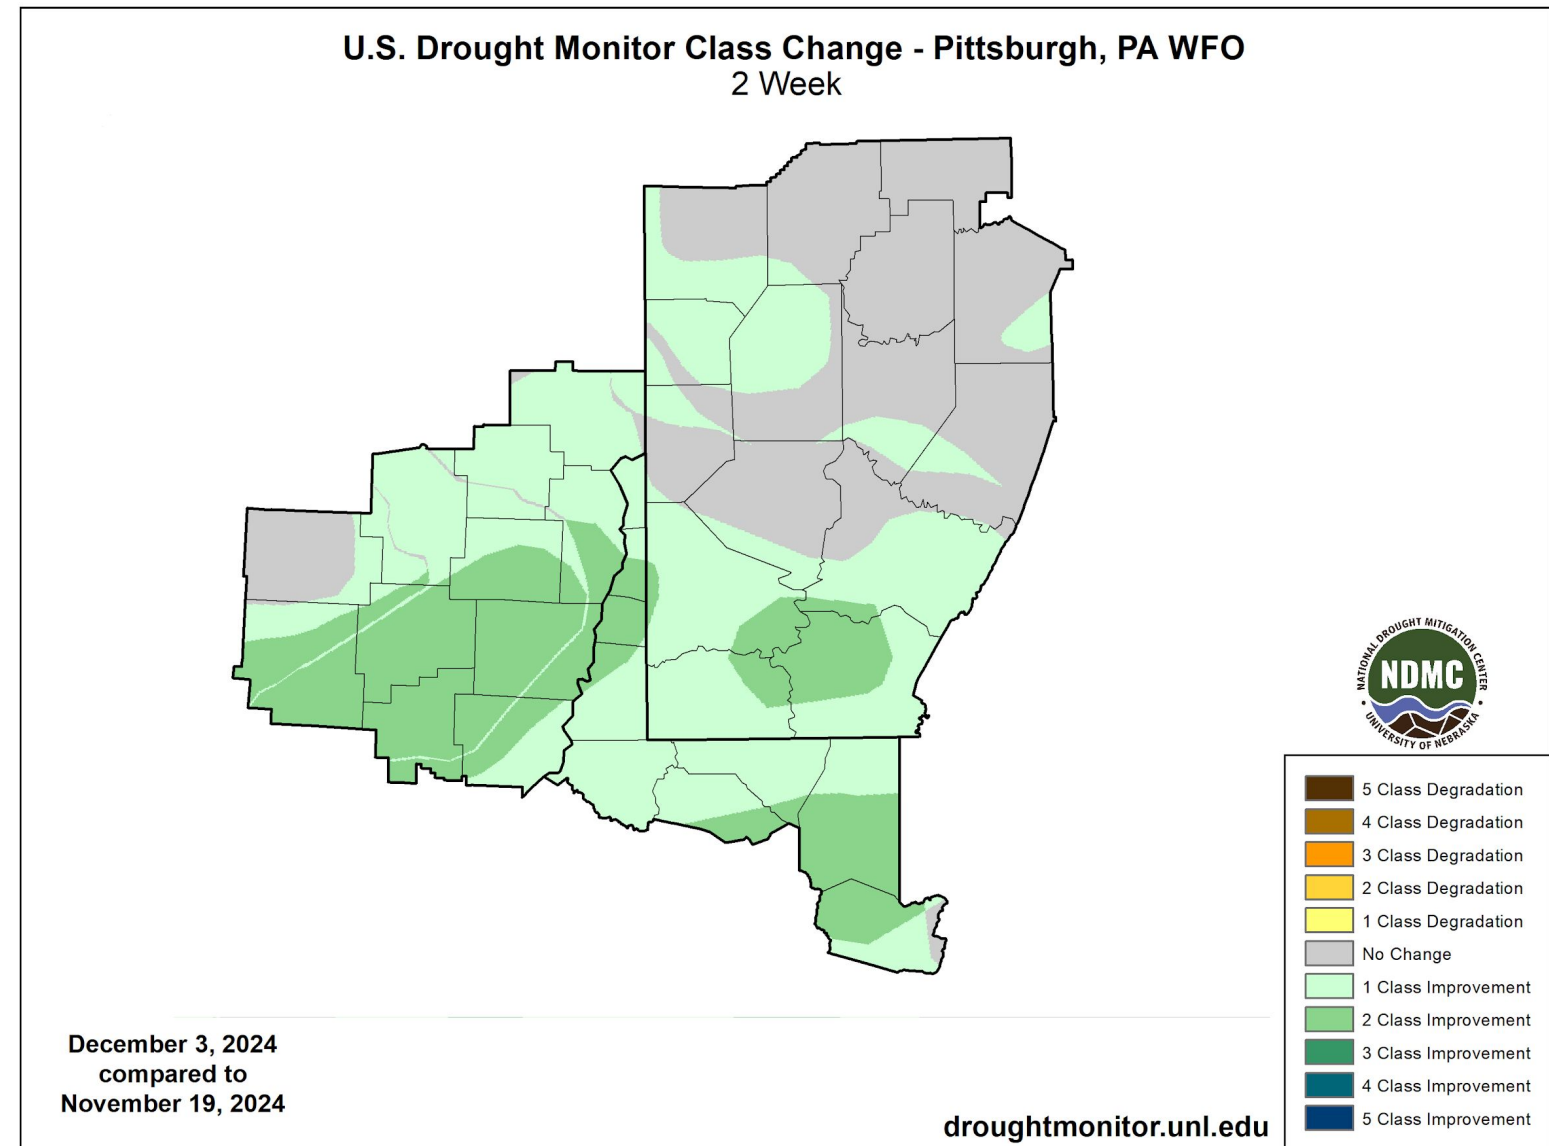 U.S. Drought Monitor Class Change - Pittsburgh, PA WFO
2 Week
NATIONAL DROUGHT MITIGATION CENTER
NDMC
UNIVERSITY OF NEBRASKA
5 Class Degradation
4 Class Degradation
3 Class Degradation
2 Class Degradation
1 Class Degradation
No Change
1 Class Improvement
2 Class Improvement
3 Class Improvement
4 Class Improvement
5 Class Improvement
December 3, 2024
compared to
November 19, 2024
droughtmonitor.unl.edu